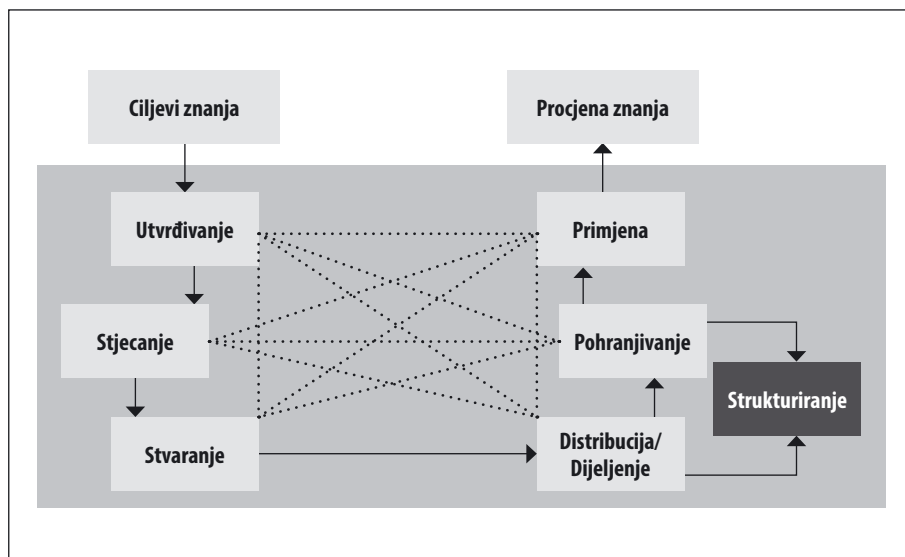 Ciljevi znanja
Procjena znanja
Utvrđivanje
Primjena
Stjecanje
Pohranjivanje
Strukturiranje
Stvaranje
Distribucija/
Dijeljenje